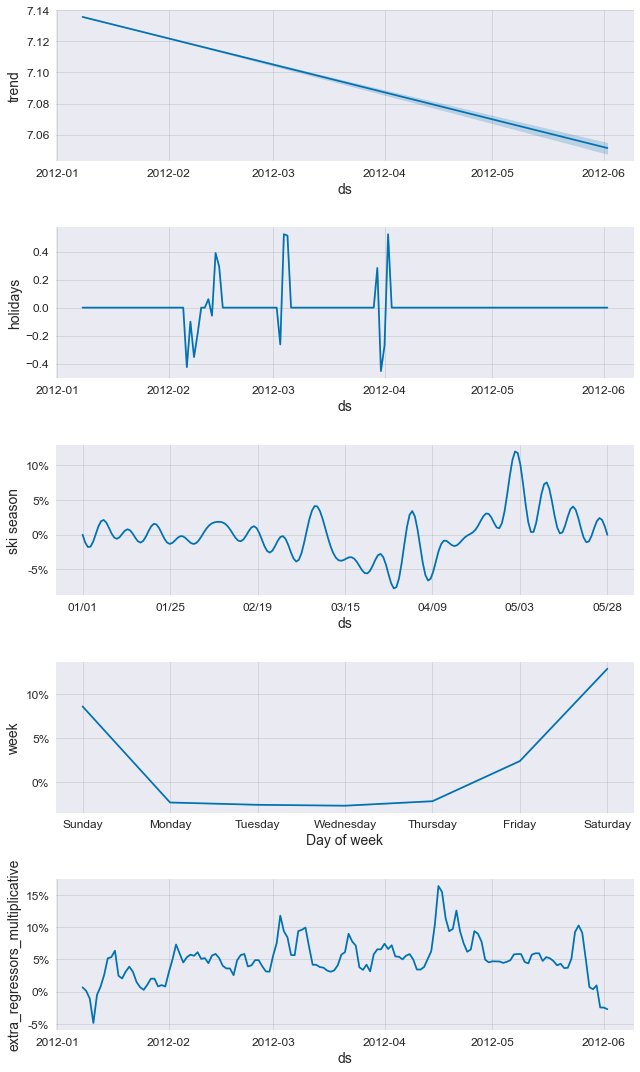 7.14
7.12
7.10
7.08
7.06
trend
2012-01 2012-02 2012-03 2012-04 2012-05 2012-06
ds
0.4
0.2
0.0
−0.2
−0.4
holidays
2012-01 2012-02 2012-03 2012-04 2012-05 2012-06
ds
10%
5%
0%
-5%
ski season
01/01 01/25 02/19 03/15 04/09 05/03 05/28
ds
10%
5%
0%
week
Sunday Monday Tuesday Wednesday Thursday Friday Saturday
Day of week
15%
10%
5%
0%
-5%
extra_regressors_multiplicative
2012-01 2012-02 2012-03 2012-04 2012-05 2012-06
ds